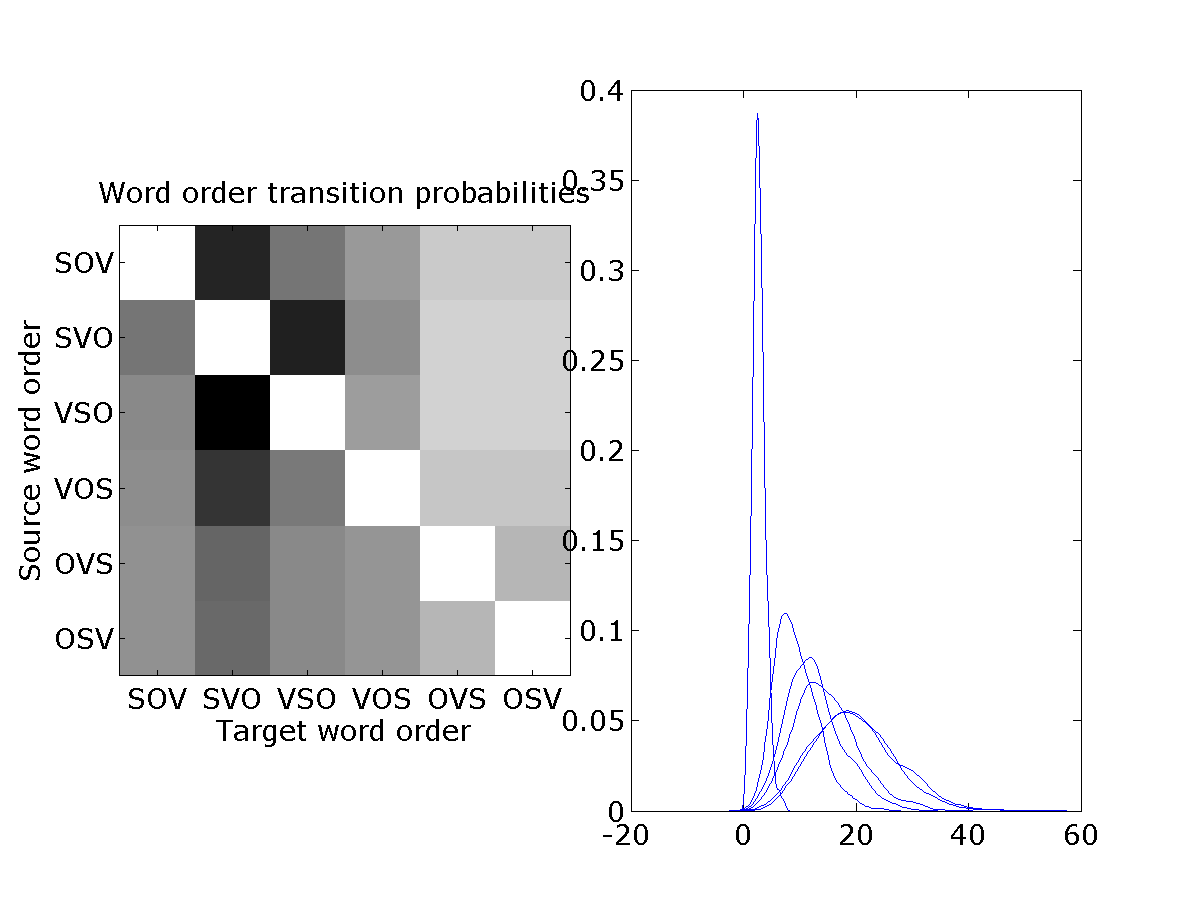 Word order transition probabilities
Source word order
SOV
SVO
VSO
VOS
OVS
OSV
SOV SVO VSO VOS OVS OSV
Target word order
0.4
0.35
0.3
0.25
0.2
0.15
0.1
0.05
0
-20 0 20 40 60